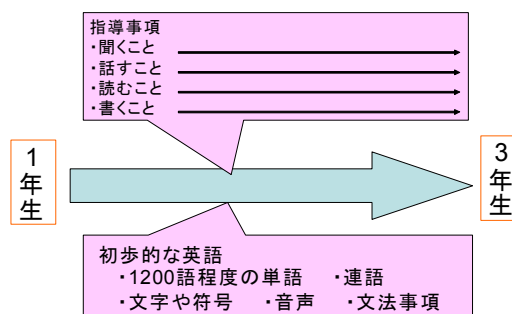 指導事項
・聞くこと
・話すこと
・読むこと
・書くこと
1年生
3年生
初歩的な英語
・1200語程度の単語 ・連語
・文字や符号 ・音声 ・文法事項